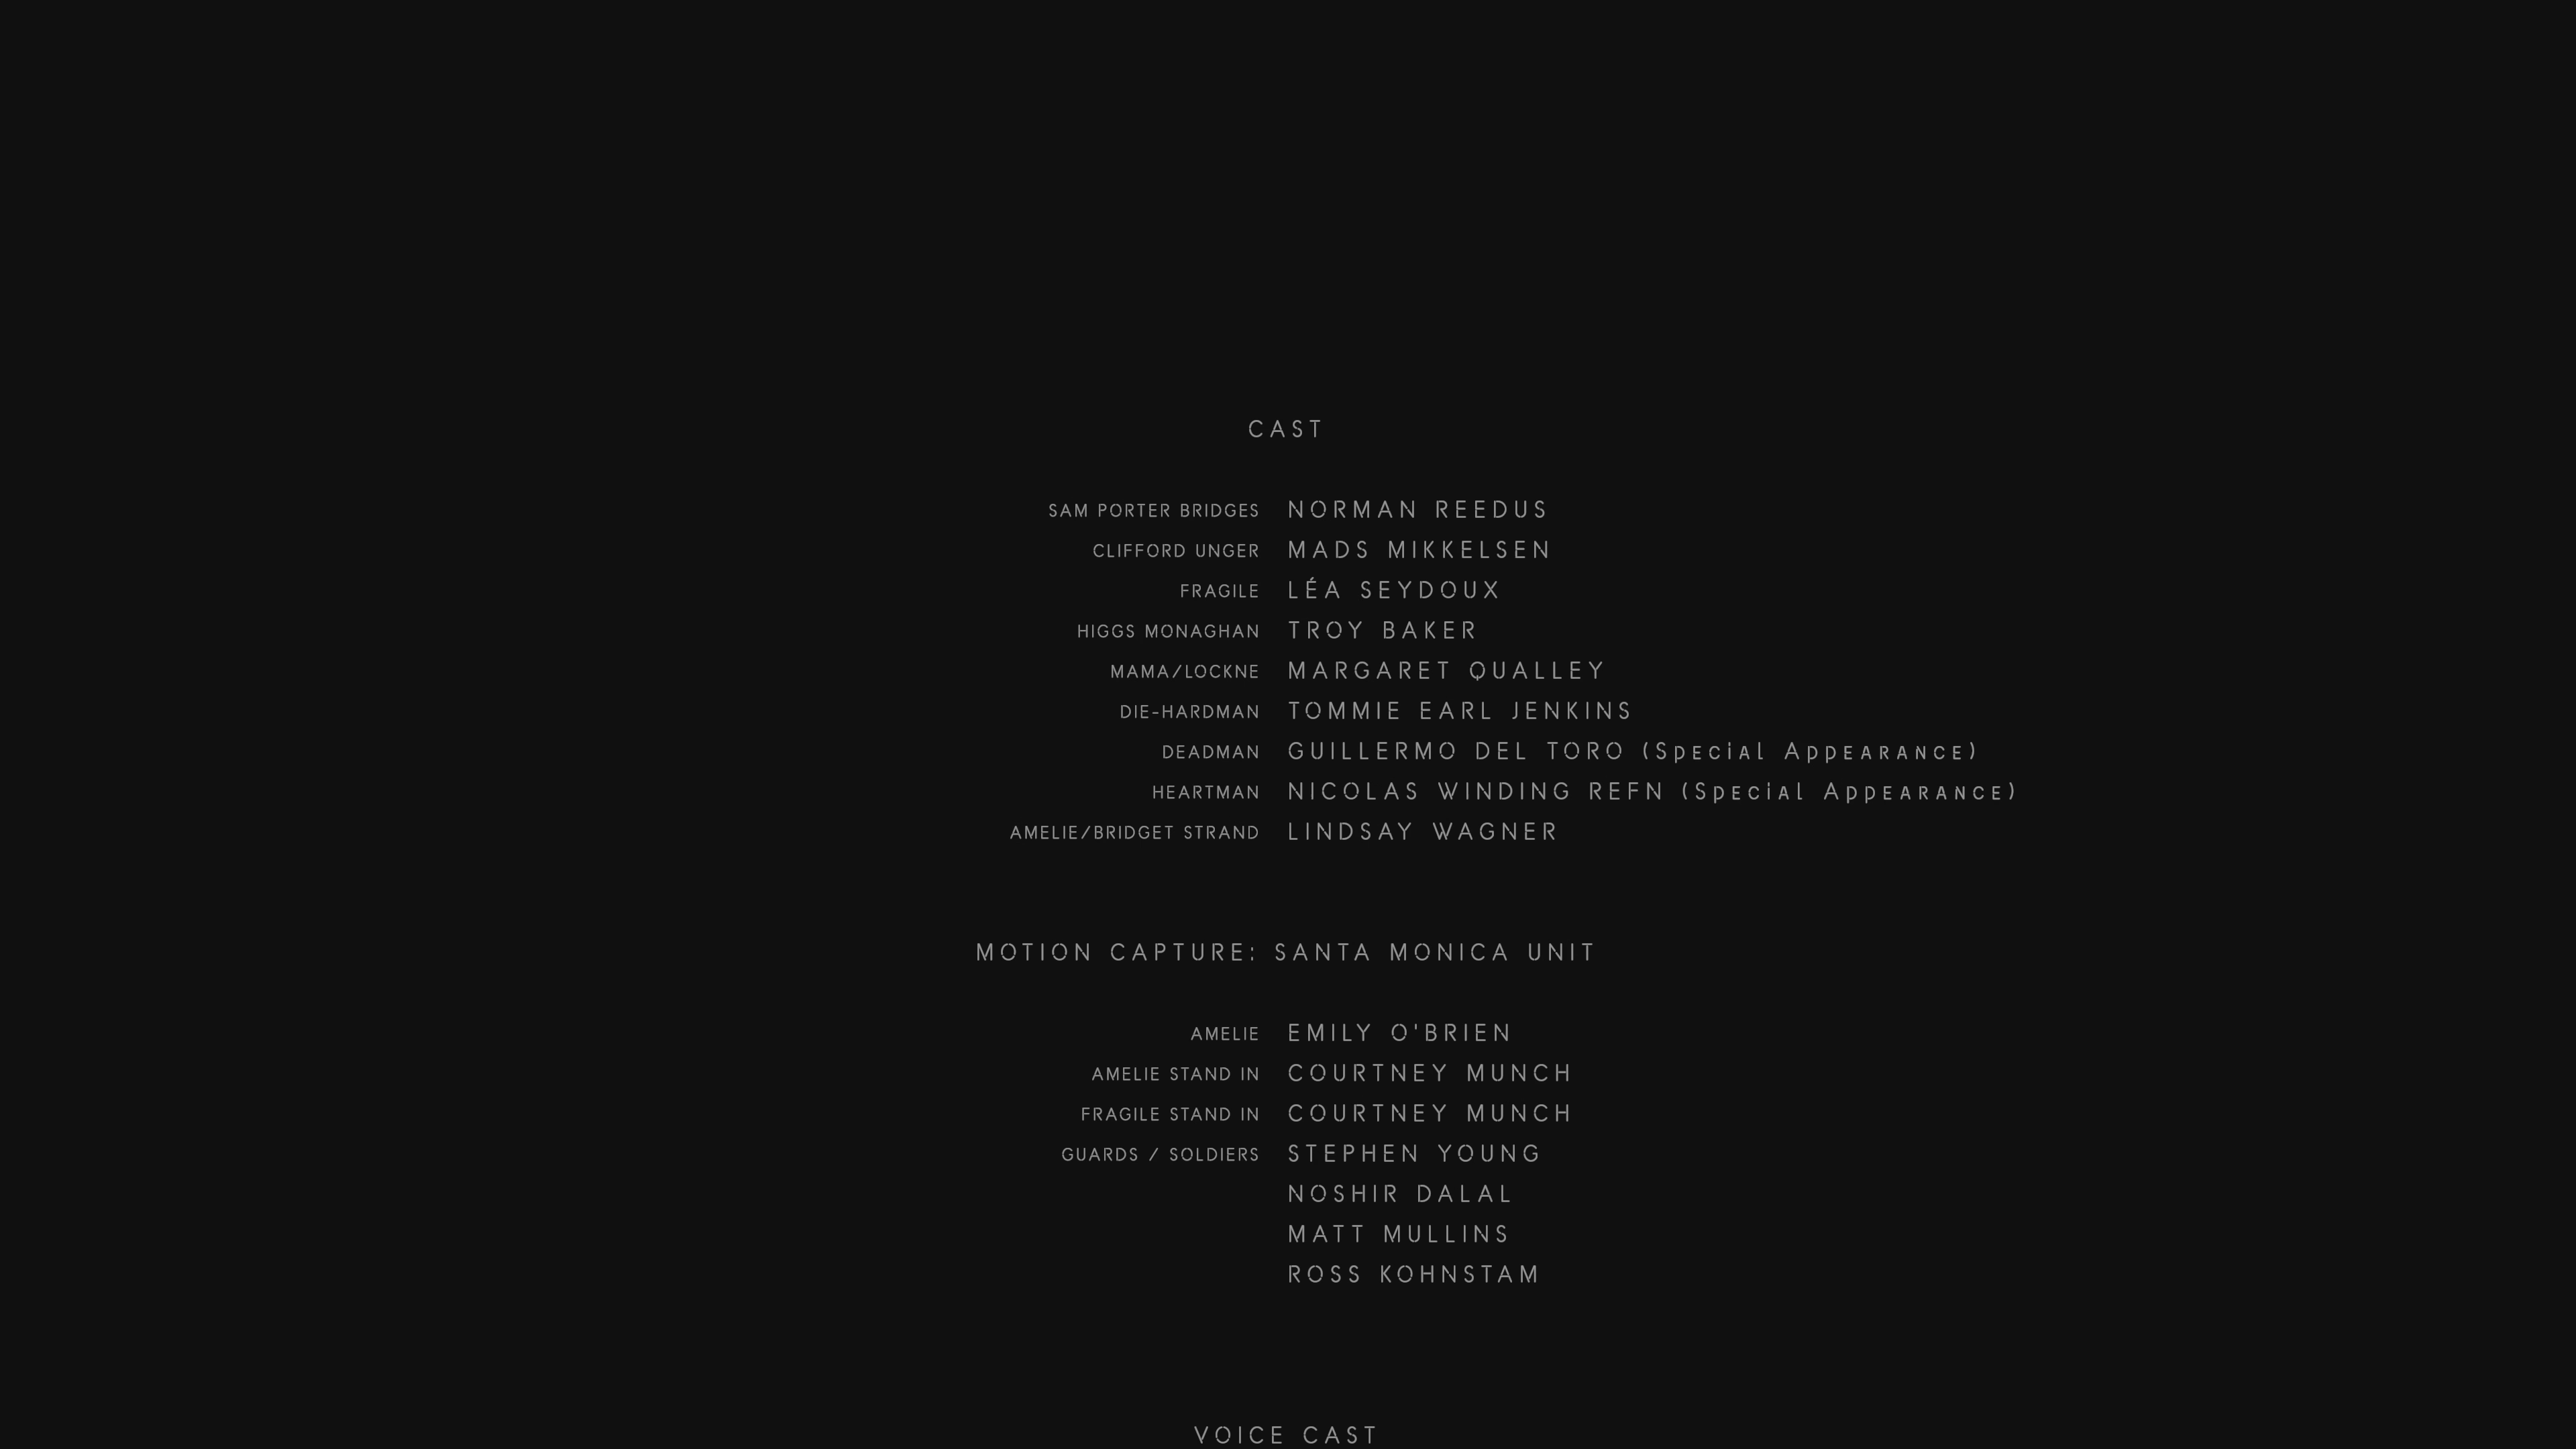 CAST
SAM PORTER BRIDGES NORMAN REEDUS
CLIFFORD UNGER MADS MIKKELSEN
FRAGILE LÉA SEYDOUX
HIGGS MONAGHAN TROY BAKER
MAMA/LOCKNE MARGARET QUALLEY
DIE-HARDMAN TOMMIE EARL JENKINS
DEADMAN GUILLERMO DEL TORO (Special Appearance)
HEARTMAN NICOLAS WINDING REFN (Special Appearance)
AMELIE/BRIDGET STRAND LINDSAY WAGNER
MOTION CAPTURE: SANTA MONICA UNIT
AMELIE EMILY O'BRIEN
AMELIE STAND IN COURTNEY MUNCH
FRAGILE STAND IN COURTNEY MUNCH
GUARDS / SOLDIERS STEPHEN YOUNG
NOSHIR DALAL
MATT MULLINS
ROSS KOHNSTAM
VOICE CAST